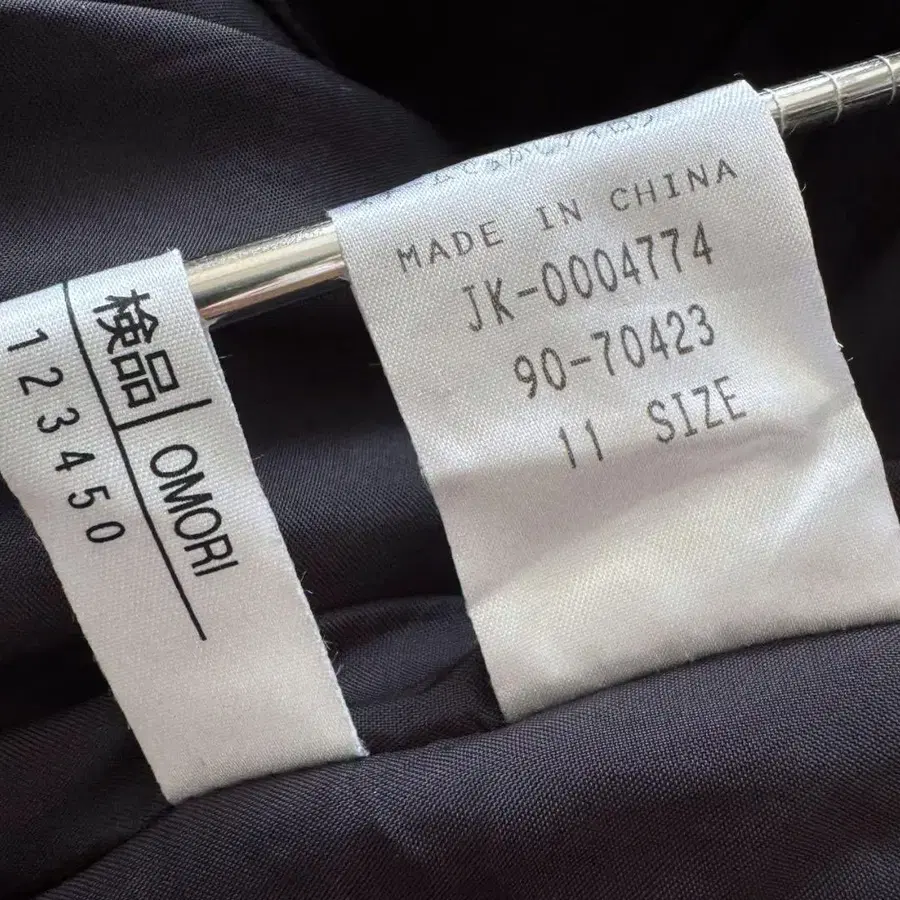 検品 OMORI
1 2 3 4 5 0
MADE IN CHINA
JK-0004774
90-70423
11 SIZE